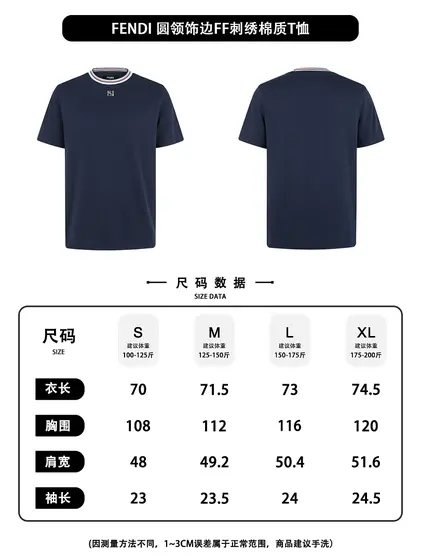 FENDI 圆领饰边FF刺绣棉质T恤
尺码数据
SIZE DATA
尺码 S M L XL
SIZE 建议体重 建议体重 建议体重 建议体重
100-125斤 125-150斤 150-175斤 175-200斤
衣长 70 71.5 73 74.5
胸围 108 112 116 120
肩宽 48 49.2 50.4 51.6
袖长 23 23.5 24 24.5
(因测量方法不同，1~3CM误差属于正常范围，商品建议手洗)